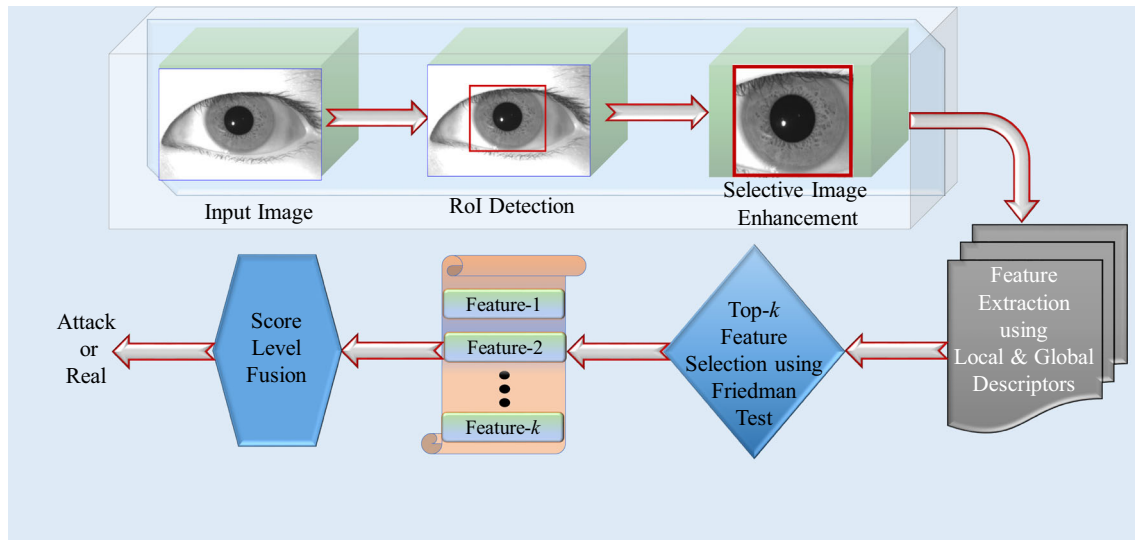 Input Image
RoI Detection
Selective Image
Enhancement
Feature
Extraction
using
Local & Global
Descriptors
Top-k
Feature
Selection using
Friedman
Test
Feature-1
Feature-2
Feature-k
Score
Level
Fusion
Attack
or
Real